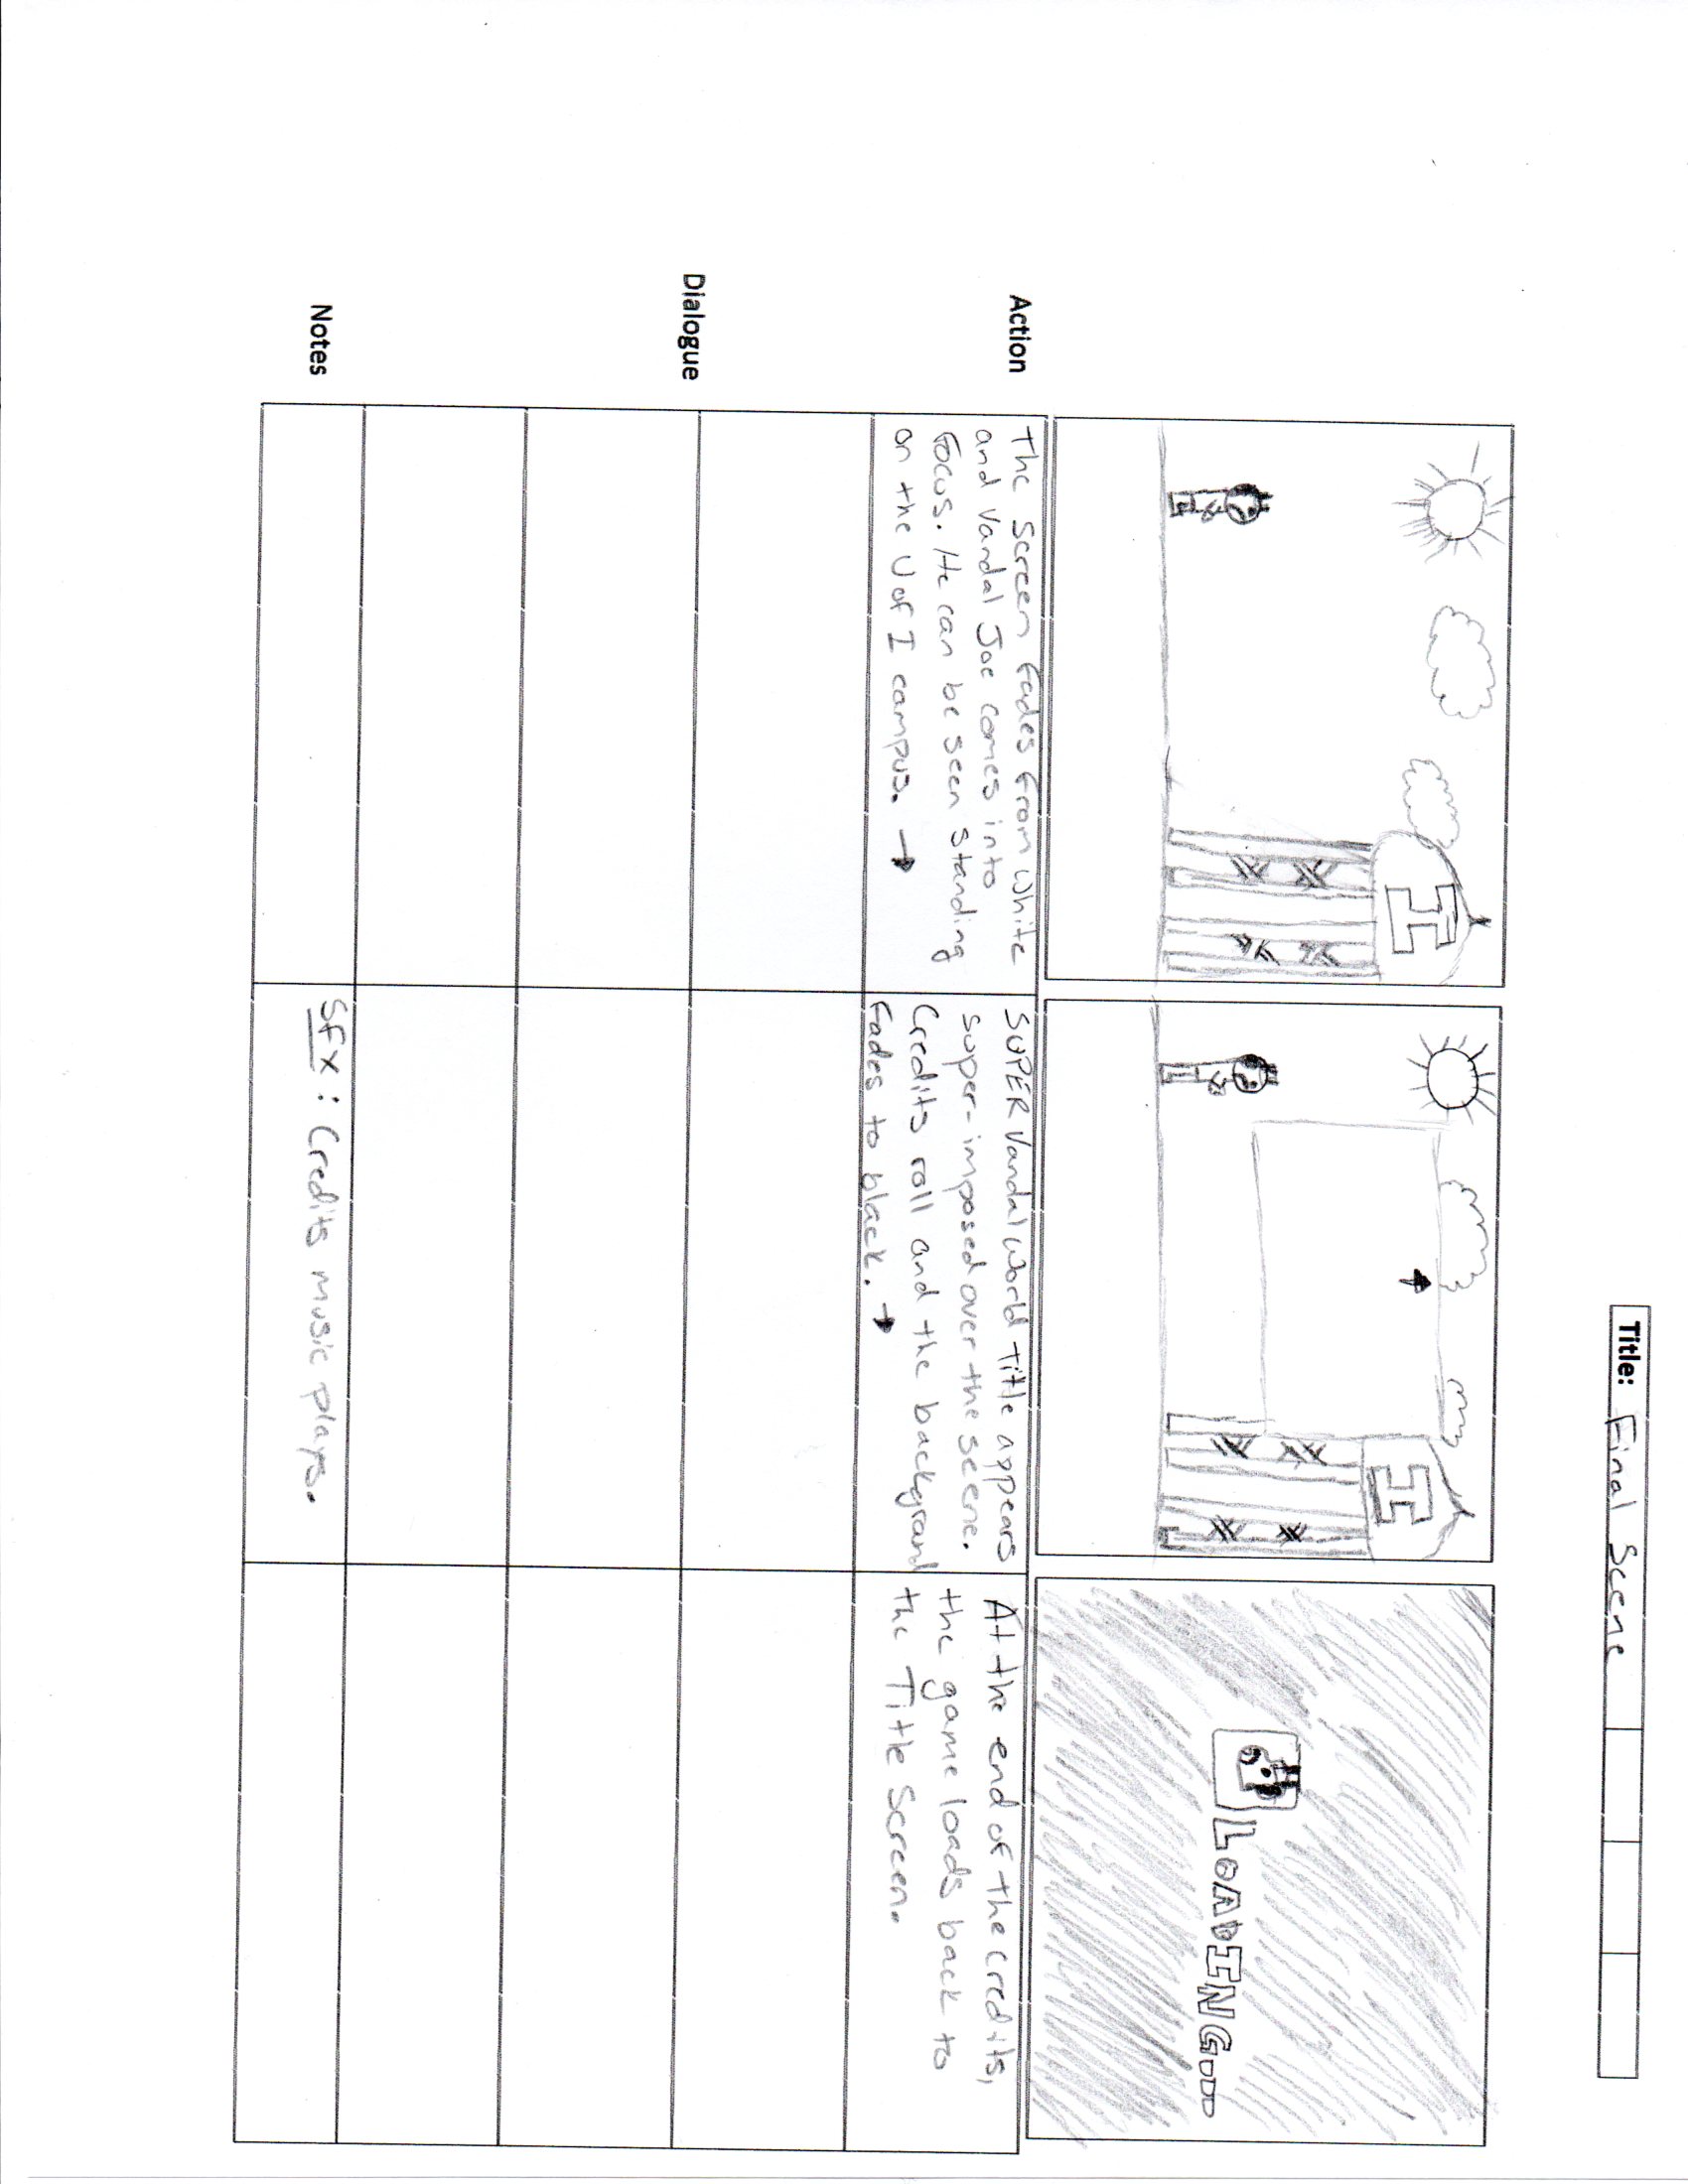 Title: Final Scene
I
I
LOADING...
Action
The Screen Fades From White
and Vandal Joe comes into
Focus. He can be seen standing
on the U of I campus. →
SUPER Vandal World Title appears
super-imposed over the scene.
Credits roll and the background
Fades to black. →
At the end of the credits,
the game loads back to
the Title Screen.
Dialogue
Notes
SFX : Credits music plays.